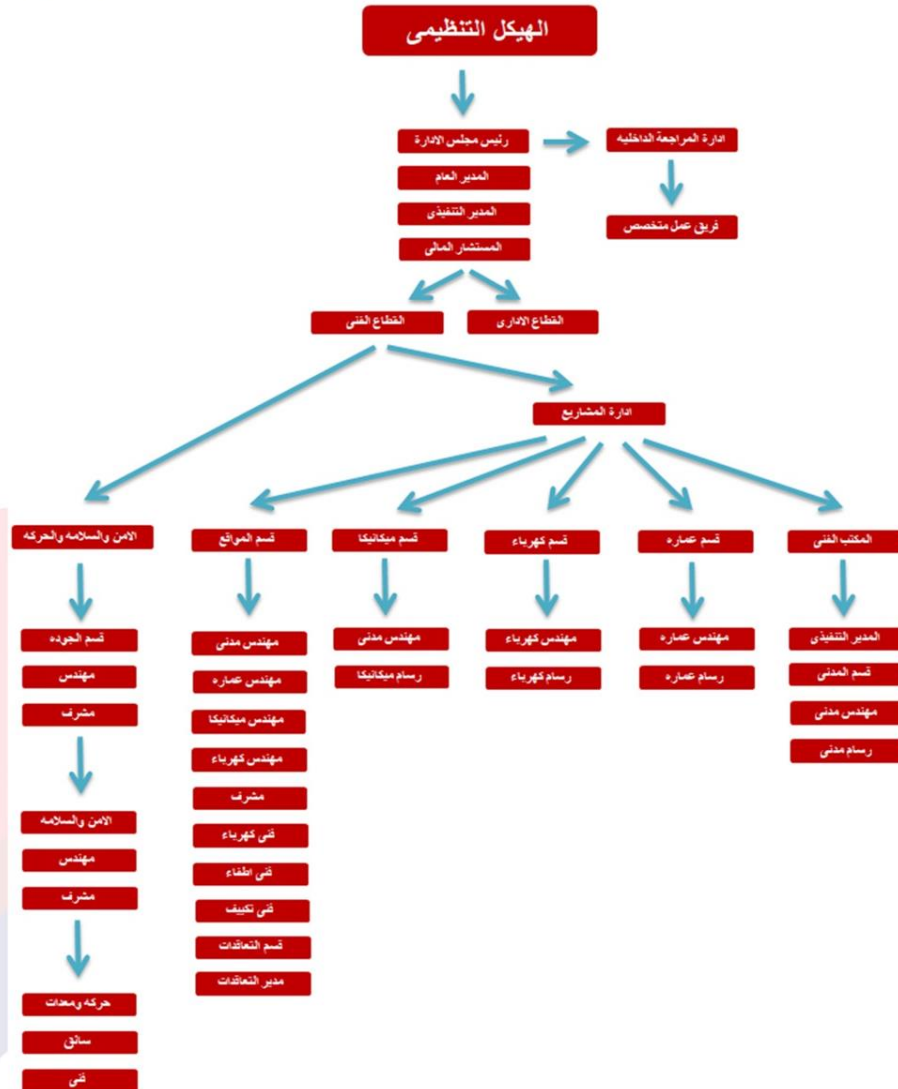 الهيكل التنظيمى
رئيس مجلس الادارة
ادارة المراجعة الداخليه
المدير العام
المدير التنفيذى
فريق عمل متخصص
المستشار المالى
القطاع الادارى
القطاع الفنى
ادارة المشاريع
المكتب الفنى
قسم عماره
قسم كهرباء
قسم ميكانيكا
قسم المواقع
الامن والسلامه والحركه
المدير التنفيذى
قسم المدنى
مهندس مدنى
رسام مدنى
مهندس عماره
رسام عماره
مهندس كهرباء
رسام كهرباء
مهندس مدنى
رسام ميكانيكا
مهندس مدنى
مهندس عماره
مهندس ميكانيكا
مهندس كهرباء
مشرف
فنى كهرباء
فنى اطفاء
فنى تكييف
قسم التعاقدات
مدير التعاقدات
قسم الجوده
مهندس
مشرف
الامن والسلامه
مهندس
مشرف
حركه ومعدات
سائق
فنى